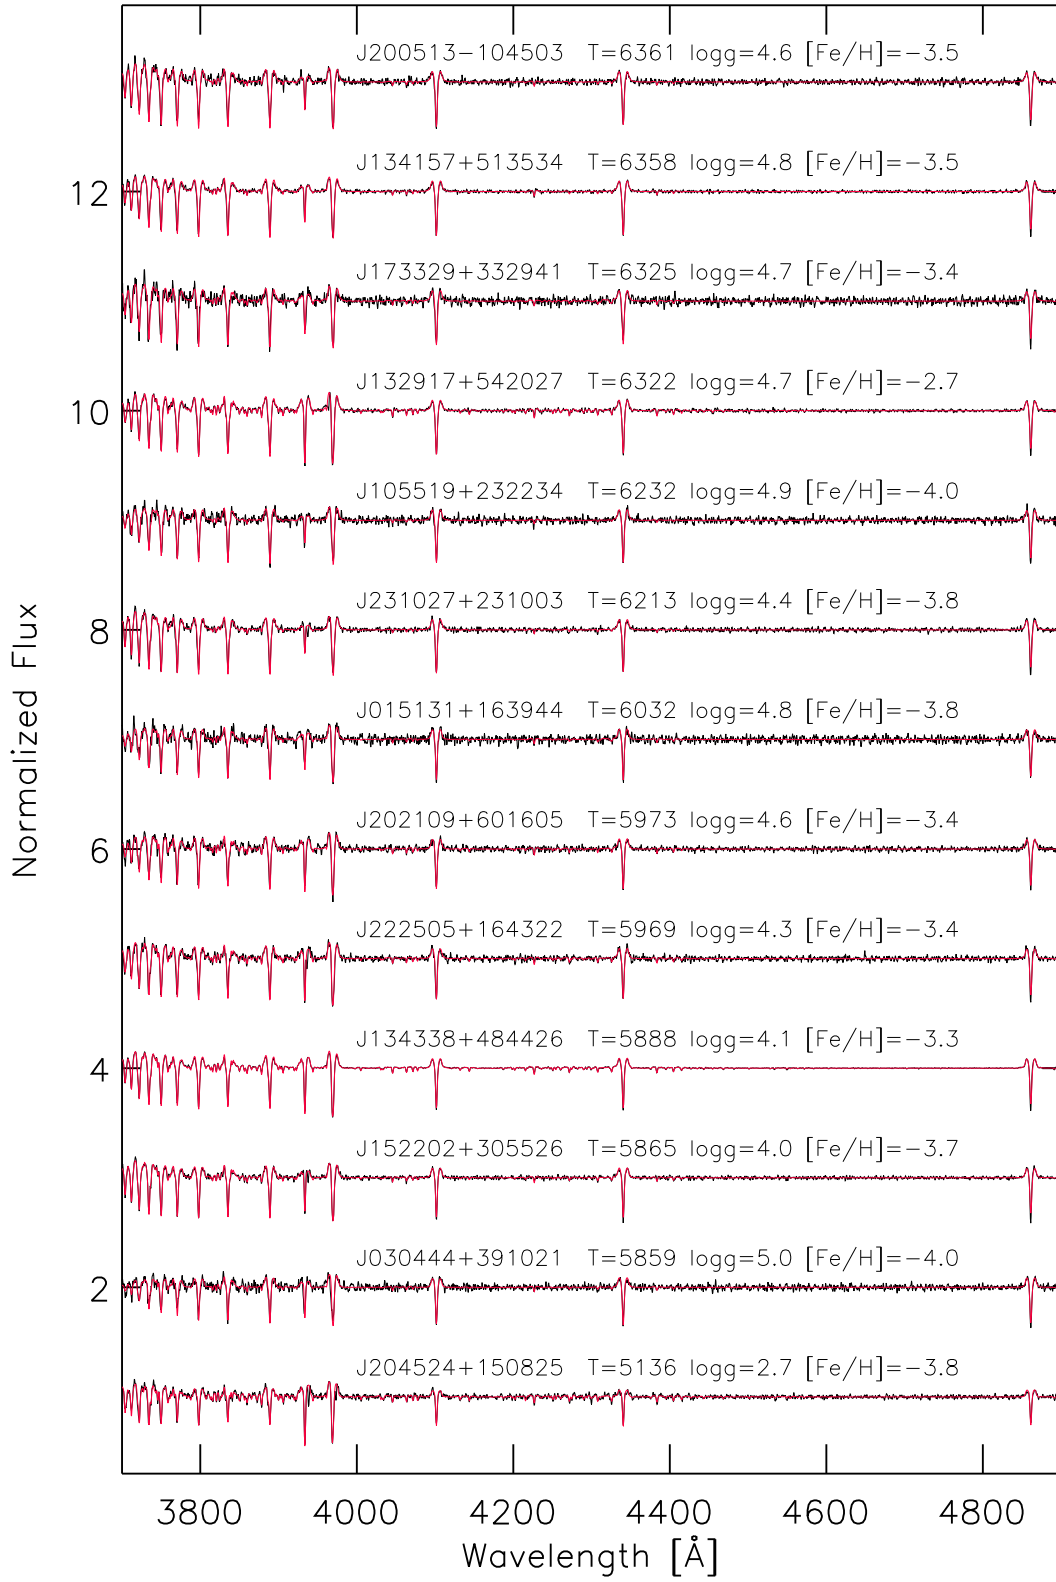 J200513−104503 T=6361 logg=4.6 [Fe/H]=−3.5
J134157+513534 T=6358 logg=4.8 [Fe/H]=−3.5
12
J173329+332941 T=6325 logg=4.7 [Fe/H]=−3.4
J132917+542027 T=6322 logg=4.7 [Fe/H]=−2.7
10
J105519+232234 T=6232 logg=4.9 [Fe/H]=−4.0
J231027+231003 T=6213 logg=4.4 [Fe/H]=−3.8
8
J015131+163944 T=6032 logg=4.8 [Fe/H]=−3.8
J202109+601605 T=5973 logg=4.6 [Fe/H]=−3.4
6
J222505+164322 T=5969 logg=4.3 [Fe/H]=−3.4
J134338+484426 T=5888 logg=4.1 [Fe/H]=−3.3
4
J152202+305526 T=5865 logg=4.0 [Fe/H]=−3.7
J030444+391021 T=5859 logg=5.0 [Fe/H]=−4.0
2
J204524+150825 T=5136 logg=2.7 [Fe/H]=−3.8
Normalized Flux
3800 4000 4200 4400 4600 4800
Wavelength [Å]